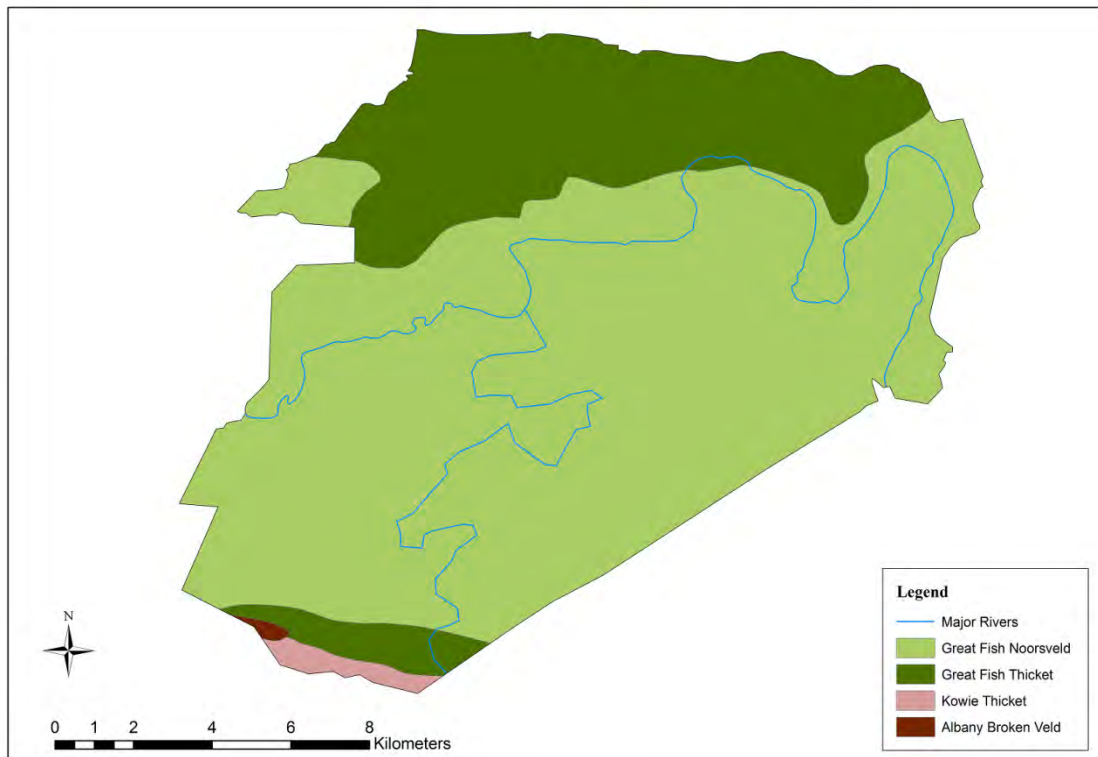 N
0 1 2 4 6 8
Kilometers
Legend
Major Rivers
Great Fish Noorsveld
Great Fish Thicket
Kowie Thicket
Albany Broken Veld